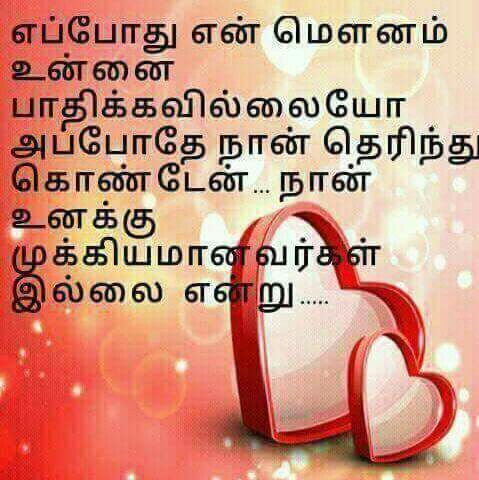 எப்போது என் மௌனம்
உன்னை
பாதிக்கவில்லையோ
அப்போதே நான் தெரிந்து
கொண்டேன்... நான்
உனக்கு
முக்கியமானவர்கள்
இல்லை என்று.....